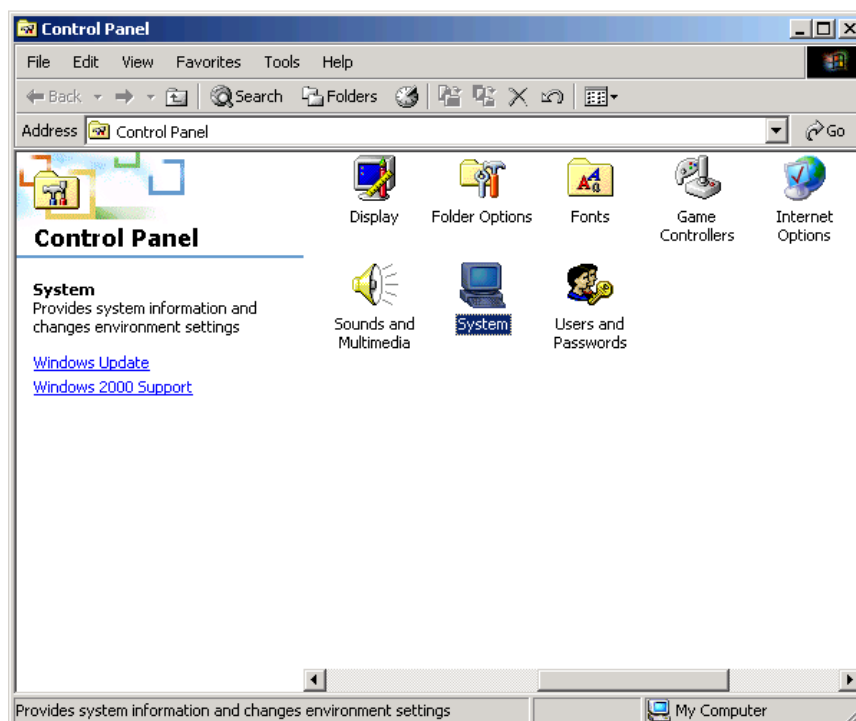 Control Panel
File Edit View Favorites Tools Help
Back Search Folders
Address Control Panel Go
Control Panel
System
Provides system information and
changes environment settings
Windows Update
Windows 2000 Support
Display Folder Options Fonts Game
Controllers Internet
Options
Sounds and
Multimedia System Users and
Passwords
Provides system information and changes environment settings My Computer